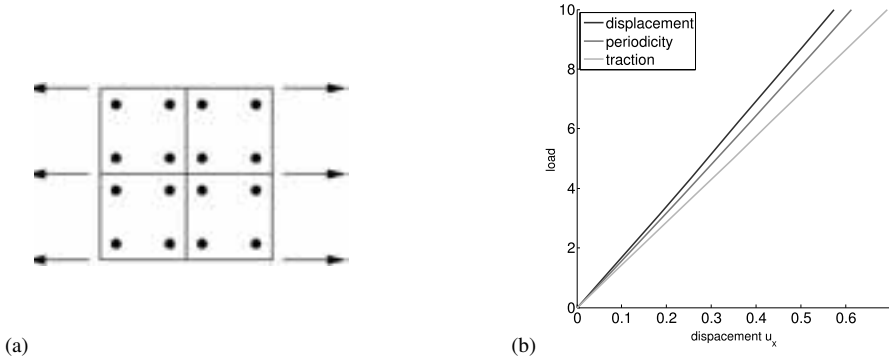 (a)
10
8
6
4
2
0
load
displacement
periodicity
traction
0 0.1 0.2 0.3 0.4 0.5 0.6
dispacement u_x
(b)